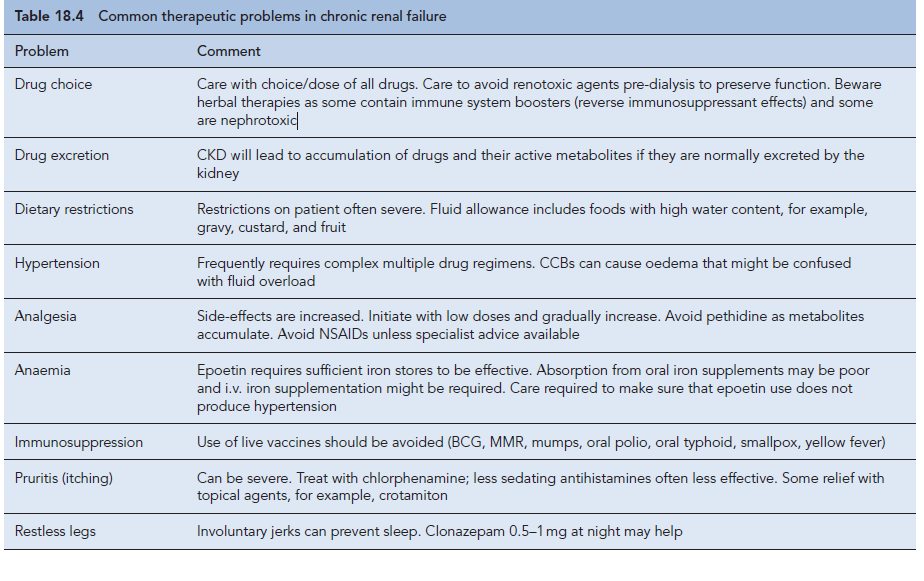 Table 18.4 Common therapeutic problems in chronic renal failure
Problem Comment
Drug choice Care with choice/dose of all drugs. Care to avoid renotoxic agents pre-dialysis to preserve function. Beware
herbal therapies as some contain immune system boosters (reverse immunosuppressant effects) and some
are nephrotoxic
Drug excretion CKD will lead to accumulation of drugs and their active metabolites if they are normally excreted by the
kidney
Dietary restrictions Restrictions on patient often severe. Fluid allowance includes foods with high water content, for example,
gravy, custard, and fruit
Hypertension Frequently requires complex multiple drug regimens. CCBs can cause oedema that might be confused
with fluid overload
Analgesia Side-effects are increased. Initiate with low doses and gradually increase. Avoid pethidine as metabolites
accumulate. Avoid NSAIDs unless specialist advice available
Anaemia Epoetin requires sufficient iron stores to be effective. Absorption from oral iron supplements may be poor
and i.v. iron supplementation might be required. Care required to make sure that epoetin use does not
produce hypertension
Immunosuppression Use of live vaccines should be avoided (BCG, MMR, mumps, oral polio, oral typhoid, smallpox, yellow fever)
Pruritis (itching) Can be severe. Treat with chlorphenamine; less sedating antihistamines often less effective. Some relief with
topical agents, for example, crotamiton
Restless legs Involuntary jerks can prevent sleep. Clonazepam 0.5–1 mg at night may help